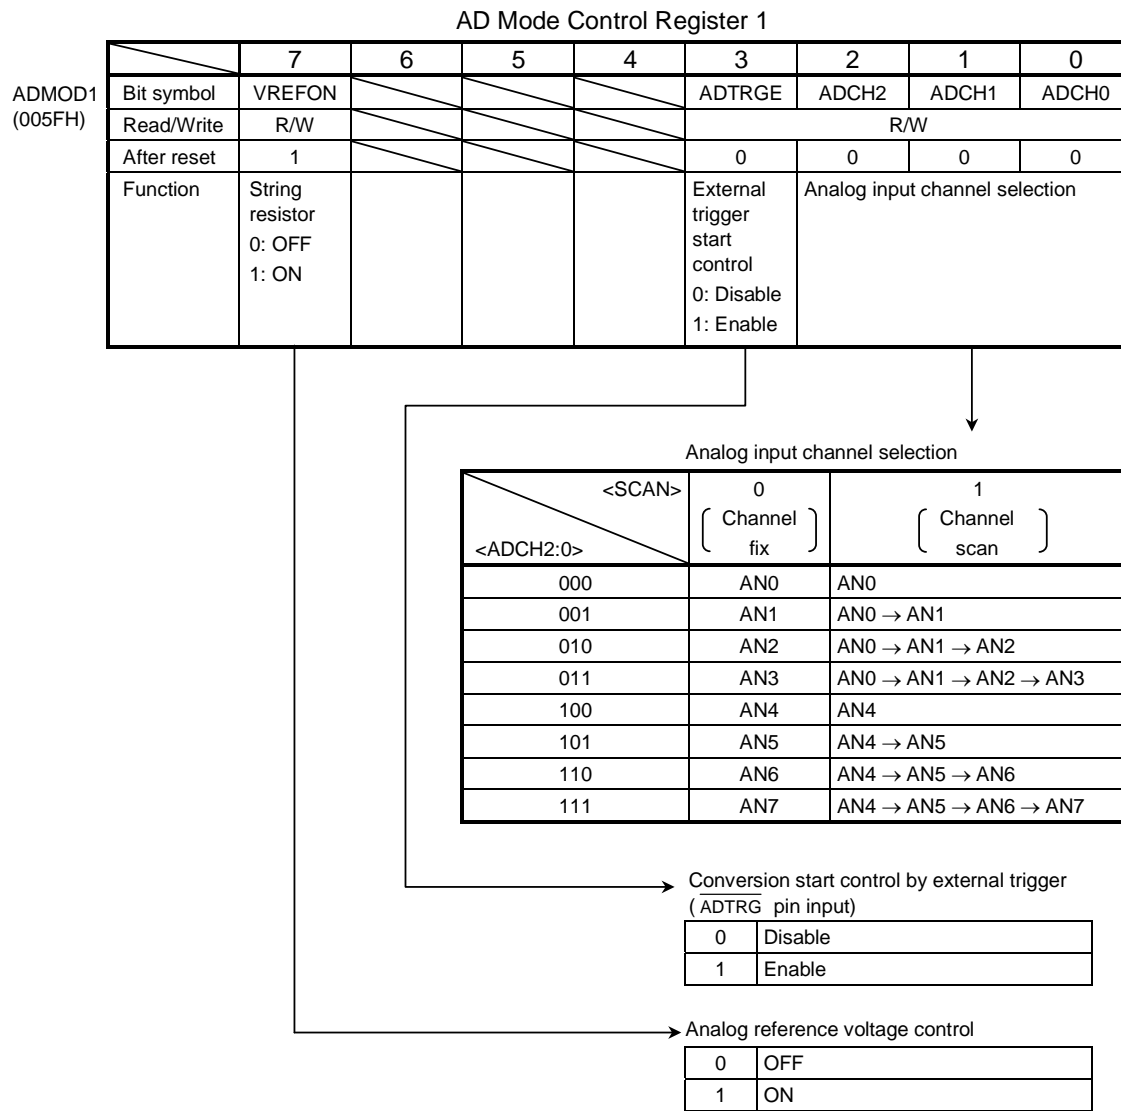 AD Mode Control Register 1
7 6 5 4 3 2 1 0
ADMOD1 (005FH)
Bit symbol VREFON ADTRGE ADCH2 ADCH1 ADCH0
Read/Write R/W R/W
After reset 1 0 0 0 0
Function
String
resistor
0: OFF
1: ON
External
trigger
start
control
0: Disable
1: Enable
Analog input channel selection
Analog input channel selection
<SCAN> 0 1
Channel fix
Channel scan
<ADCH2:0>
000 AN0 AN0
001 AN1 AN0 → AN1
010 AN2 AN0 → AN1 → AN2
011 AN3 AN0 → AN1 → AN2 → AN3
100 AN4 AN4
101 AN5 AN4 → AN5
110 AN6 AN4 → AN5 → AN6
111 AN7 AN4 → AN5 → AN6 → AN7
Conversion start control by external trigger
( ADTRG pin input)
0 Disable
1 Enable
Analog reference voltage control
0 OFF
1 ON